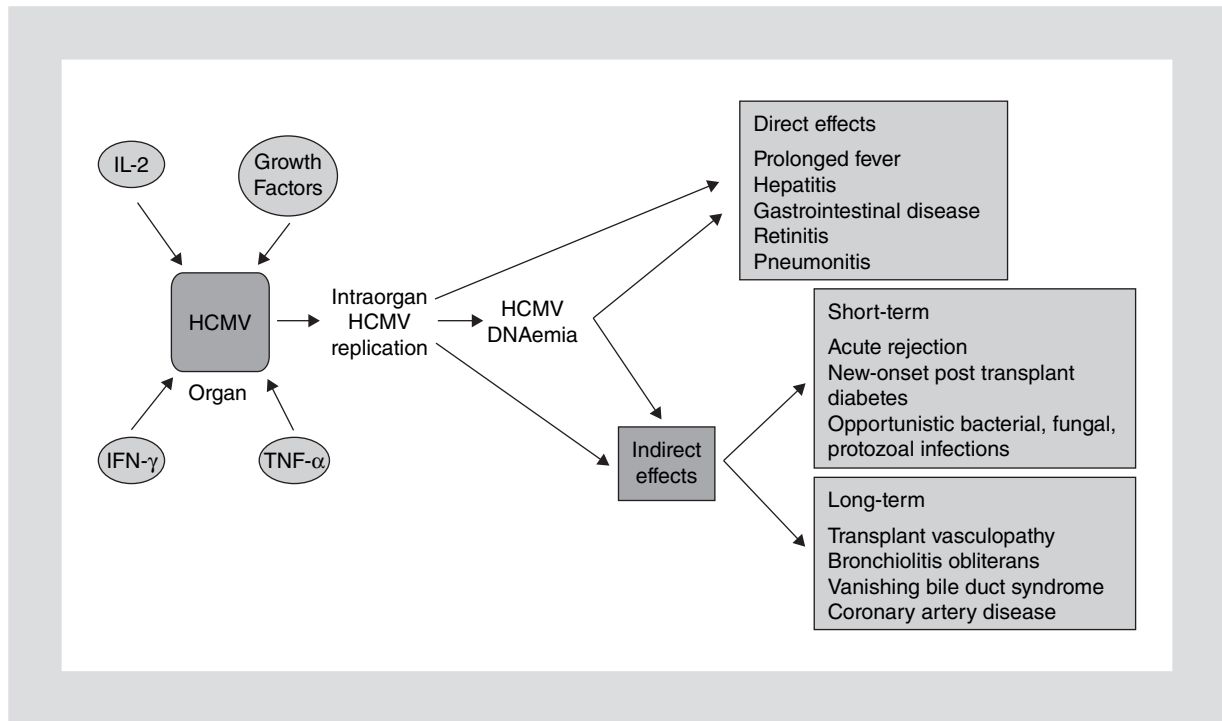 IL-2
Growth
Factors
HCMV
Organ
IFN-γ
TNF-α
Intraorgan
HCMV
replication
HCMV
DNAemia
Indirect
effects
Direct effects
Prolonged fever
Hepatitis
Gastrointestinal disease
Retinitis
Pneumonitis
Short-term
Acute rejection
New-onset post transplant
diabetes
Opportunistic bacterial, fungal,
protozoal infections
Long-term
Transplant vasculopathy
Bronchiolitis obliterans
Vanishing bile duct syndrome
Coronary artery disease